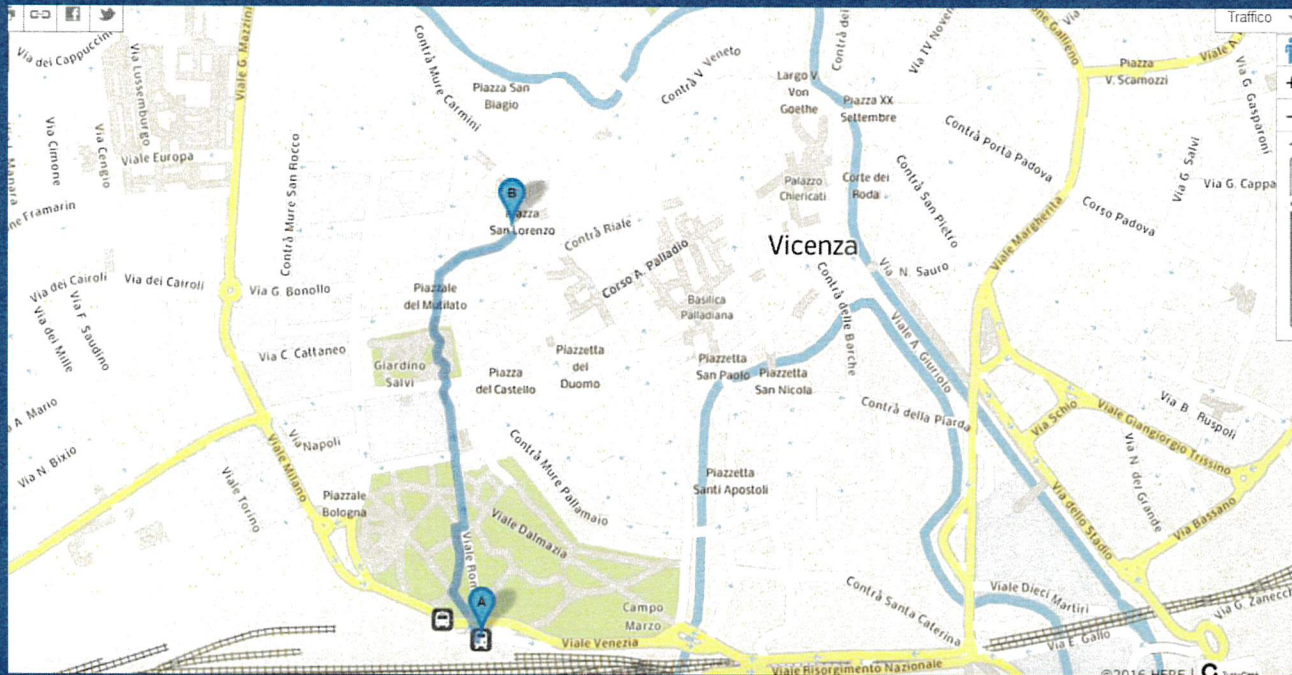 Traffico
Via dei Cappuccini
Via Lussemburgo
Viale G. Mazzini
Contrà Mure Carmini
Piazza San
Biagio
Contrà V. Veneto
Largo V.
Von
Goethe
Contrà dei
Piazza XX
Settembre
Via IV Novem
Piazza
V. Scamozzi
Viale A.
Via G. Gasparoni
Via Cimone
Via Cengio
Viale Europa
Contrà Mure San Rocco
Contrà Porta Padova
Via G. Salvi
Via G. Cappa
Palazzo
Chiericati
Corte dei
Roda
Contrà San Pietro
Corso Padova
ne Framarin
B
Piazza
San Lorenzo
Contrà Riale
Corso A. Palladio
Vicenza
Viale Margherita
Via N. Sauro
Via dei Cairoli
Via dei Cairoli
Via G. Bonollo
Piazzale
del Mutilato
Basilica
Palladiana
Contrà delle Barche
Viale A. Giuriolo
Via dei Mille
Via F. Saudino
Via C. Cattaneo
Giardino
Salvi
Piazza
del Castello
Piazzetta
del
Duomo
Piazzetta
San Paolo
Piazzetta
San Nicola
Contrà della Piarda
Via Schio
Viale Giangiorgio Trissino
Via B. Ruspoli
A. Mario
Via N. Bixio
Via Napoli
Viale Milano
Viale Torino
Contrà Mure Pallamaio
Piazzetta
Santi Apostoli
Via N. del Grande
Via dello Stadio
Via Bassano
Piazzale
Bologna
Viale Dalmazia
Viale Rom
A
Campo
Marzo
Viale Venezia
Contrà Santa Caterina
Viale Dieci Martiri
Via E. Gallo
Via G. Zanecch
Viale Risorgimento Nazionale
©2016 HERE |